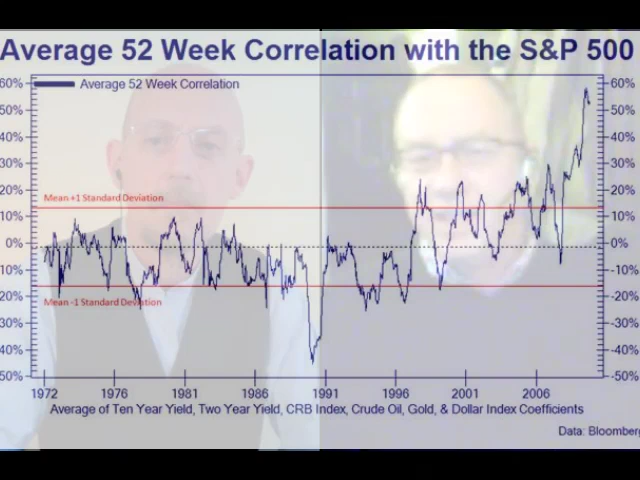 Average 52 Week Correlation with the S&P 500
Average 52 Week Correlation
60% 60%
50% 50%
40% 40%
30% 30%
20% 20%
Mean +1 Standard Deviation
10% 10%
0% 0%
-10% -10%
-20% -20%
Mean -1 Standard Deviation
-30% -30%
-40% -40%
-50% -50%
1972 1976 1981 1986 1991 1996 2001 2006
Average of Ten Year Yield, Two Year Yield, CRB Index, Crude Oil, Gold, & Dollar Index Coefficients
Data: Bloomberg